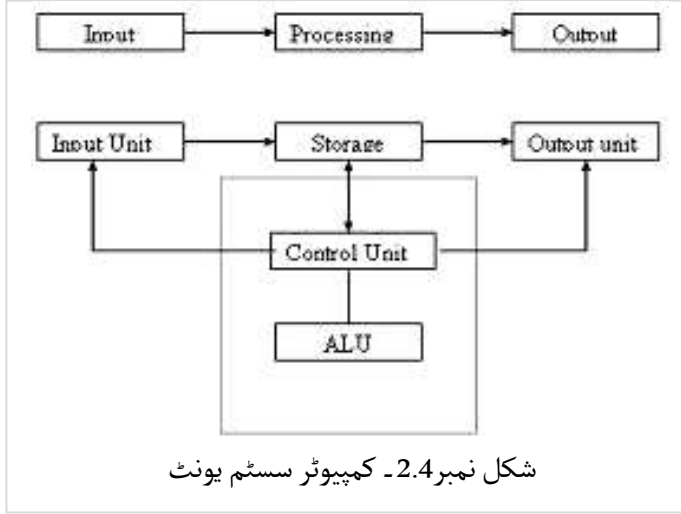 Input Processing Output
Input Unit Storage Output unit
Control Unit
ALU
شکل نمبر2.4۔ کمپیوٹر سسٹم یونٹ